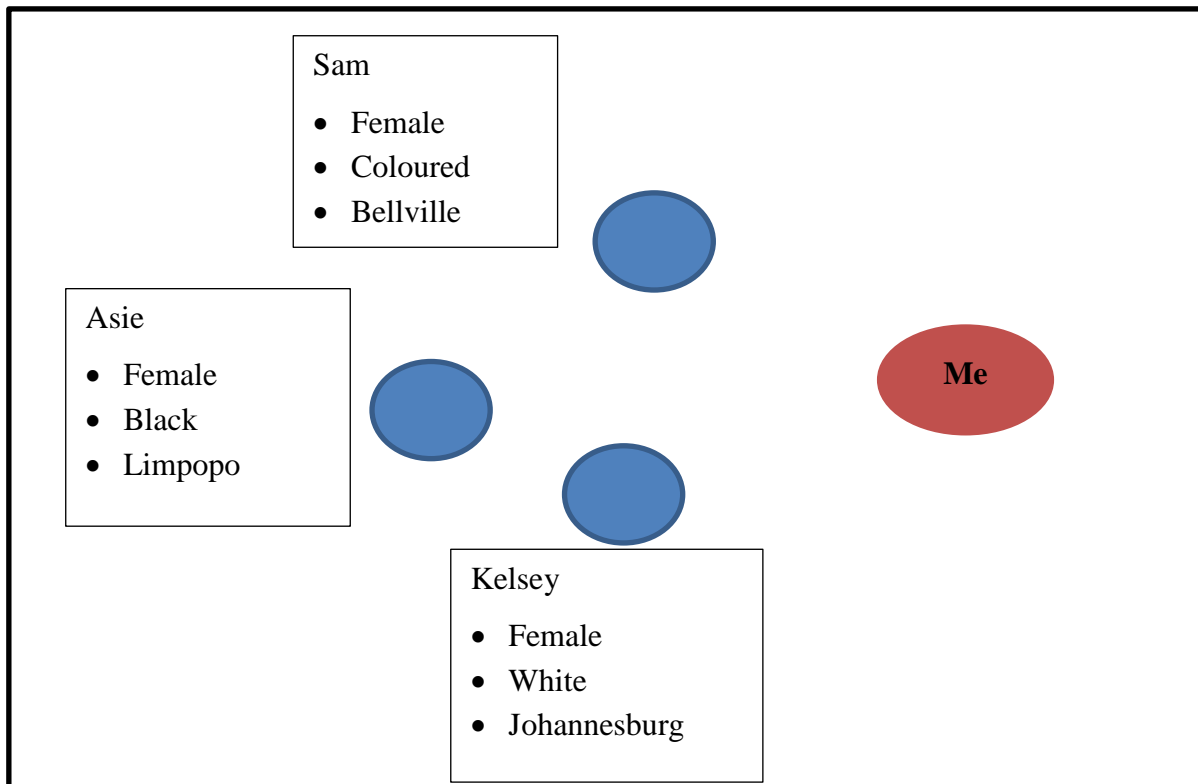 Sam
• Female
• Coloured
• Bellville
Asie
• Female
• Black
• Limpopo
Me
Kelsey
• Female
• White
• Johannesburg